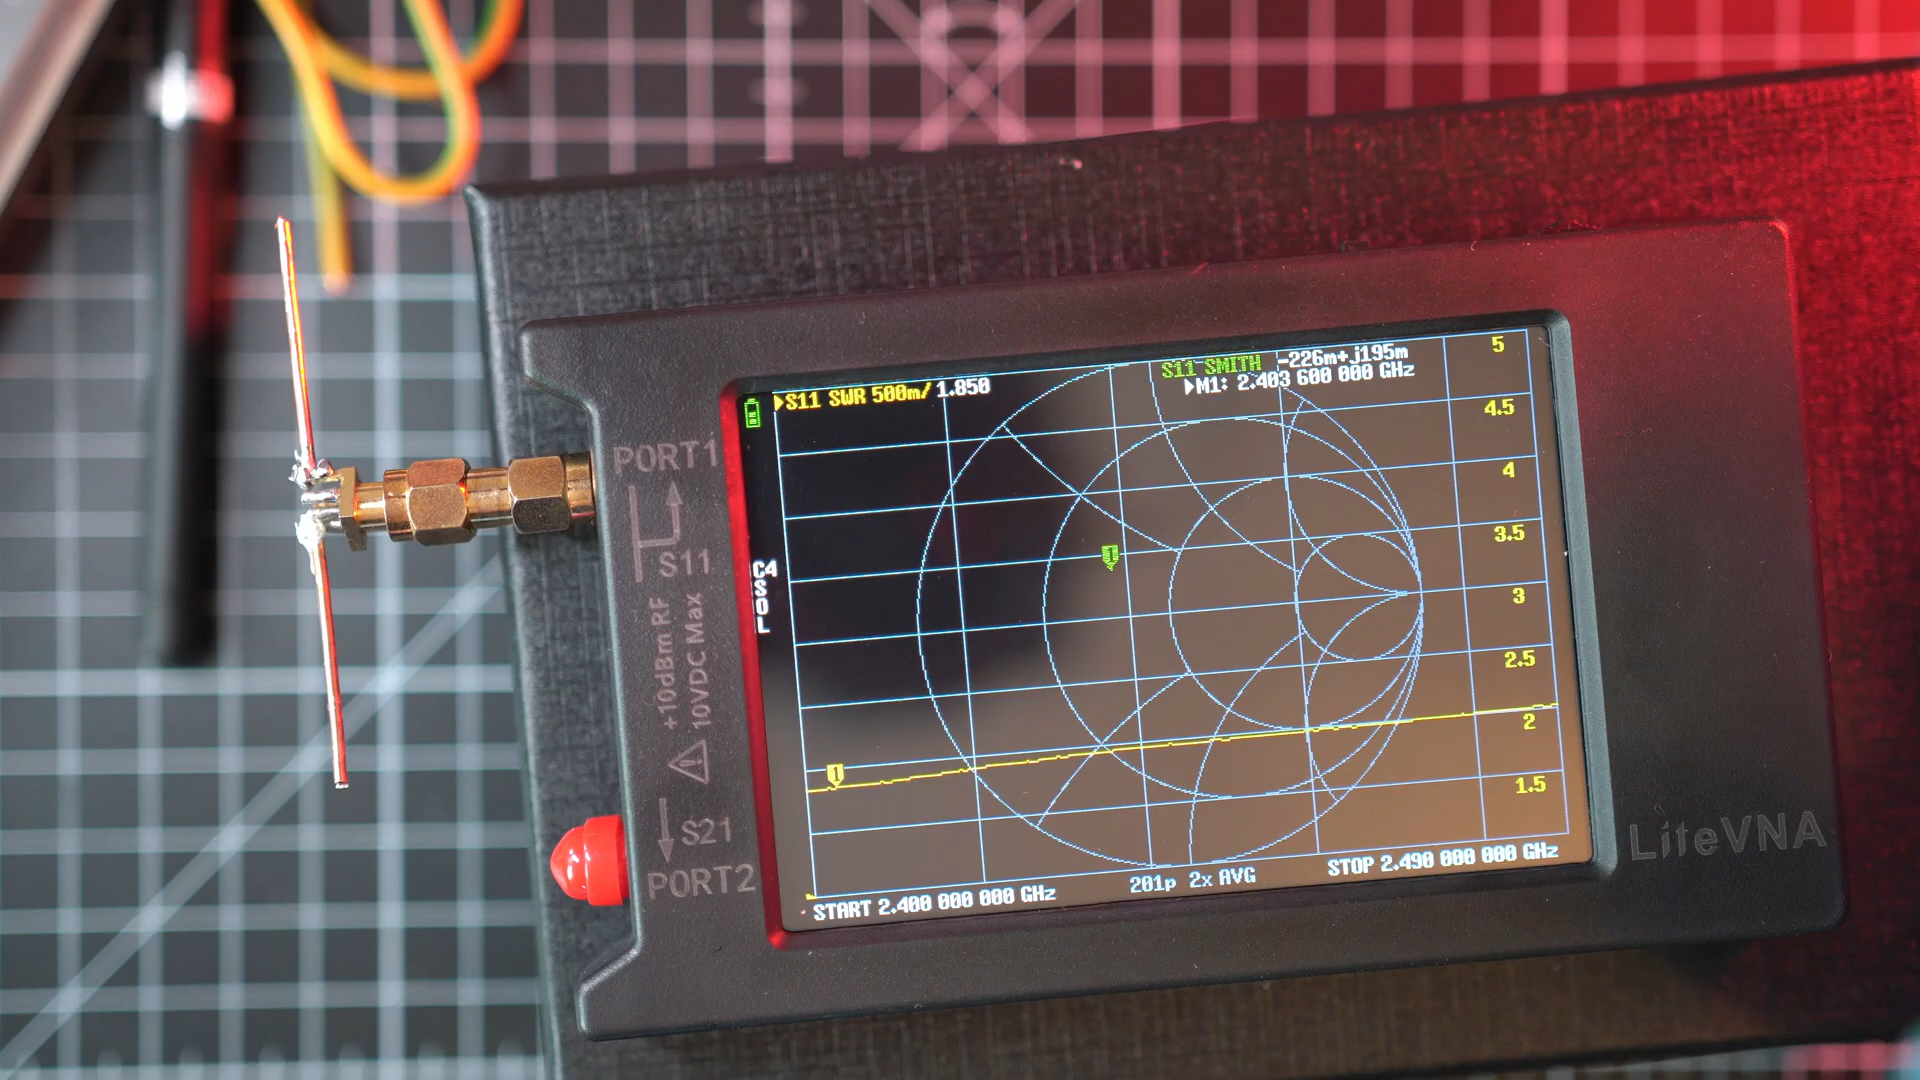 S11 SWR 500m/ 1.850
S11 SMITH -226m+j195m
M1: 2.403 600 000 GHz
5
4.5
4
3.5
3
2.5
2
1.5
1
1
C4
S
O
L
START 2.400 000 000 GHz
201p 2x AVG
STOP 2.490 000 000 GHz
PORT1
S11
+10dBm RF
10VDC Max
S21
PORT2
LiteVNA